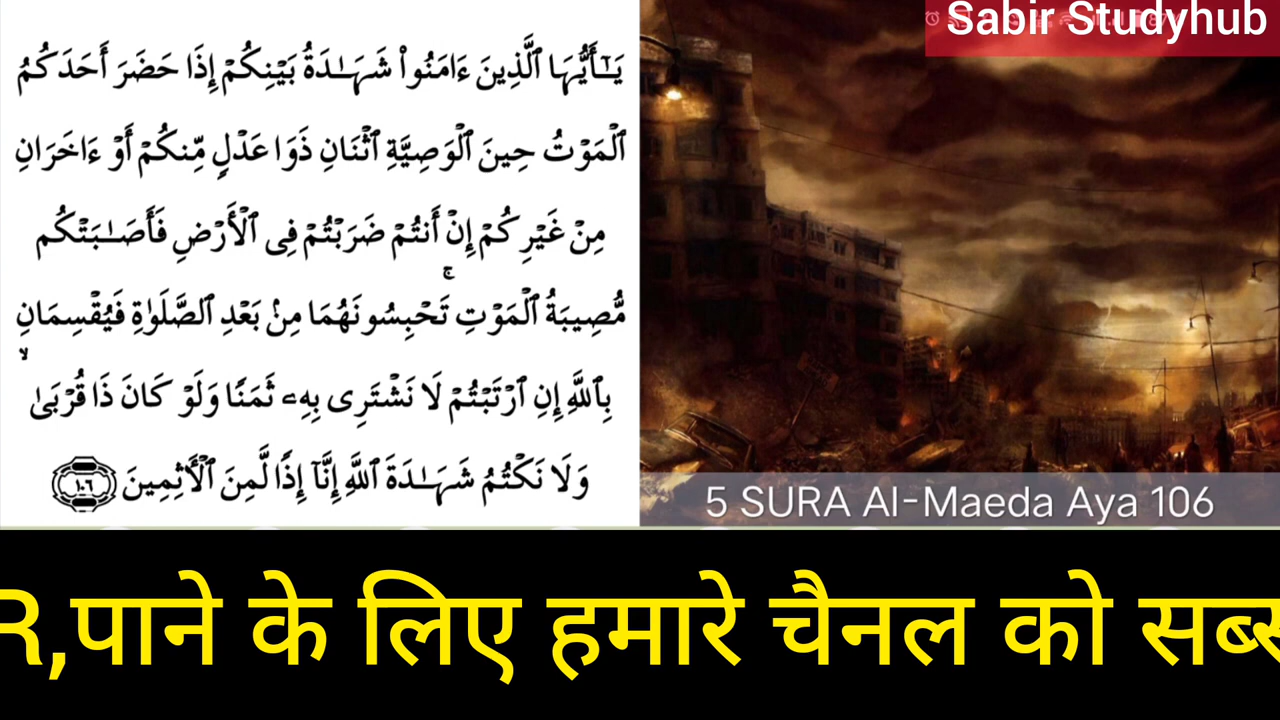 Sabir Studyhub
يَـٰٓأَيُّهَا ٱلَّذِينَ ءَامَنُوا۟ شَهَـٰدَةُ بَيْنِكُمْ إِذَا حَضَرَ أَحَدَكُمُ
ٱلْمَوْتُ حِينَ ٱلْوَصِيَّةِ ٱثْنَانِ ذَوَا عَدْلٍ مِّنكُمْ أَوْ ءَاخَرَانِ
مِنْ غَيْرِكُمْ إِنْ أَنتُمْ ضَرَبْتُمْ فِى ٱلْأَرْضِ فَأَصَـٰبَتْكُم
مُّصِيبَةُ ٱلْمَوْتِ ۚ تَحْبِسُونَهُمَا مِنۢ بَعْدِ ٱلصَّلَوٰةِ فَيُقْسِمَانِ
بِٱللَّهِ إِنِ ٱرْتَبْتُمْ لَا نَشْتَرِى بِهِۦ ثَمَنًا وَلَوْ كَانَ ذَا قُرْبَىٰ ۙ
وَلَا نَكْتُمُ شَهَـٰدَةَ ٱللَّهِ إِنَّآ إِذًا لَّمِنَ ٱلْـَٔاثِمِينَ ١٠٦
5 SURA Al-Maeda Aya 106
R,पाने के लिए हमारे चैनल को सब्स